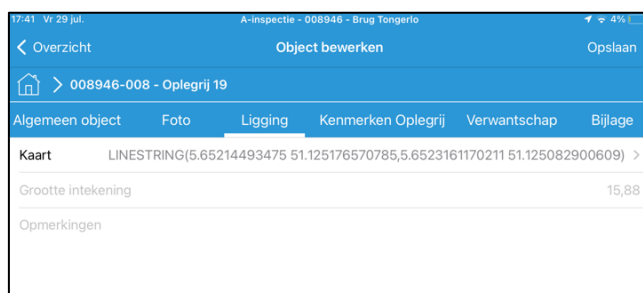 17:41 Vr 29 jul. A-inspectie - 008946 - Brug Tongerlo 4%
Overzicht Object bewerken Opslaan
008946-008 - Oplegrij 19
Algemeen object Foto Ligging Kenmerken Oplegrij Verwantschap Bijlage
Kaart LINESTRING(5.65214493475 51.125176570785,5.6523161170211 51.125082900609)
Grootte intekening 15,88
Opmerkingen